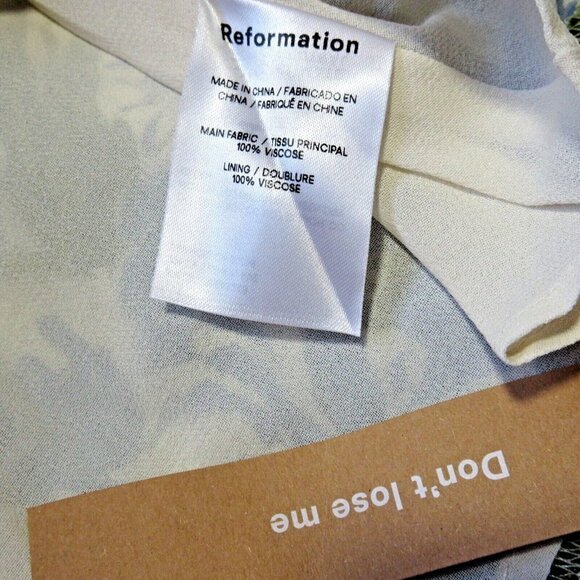 Reformation
MADE IN CHINA / FABRICADO EN
CHINA / FABRIQUÉ EN CHINE
MAIN FABRIC / TISSU PRINCIPAL
100% VISCOSE
LINING / DOUBLURE
100% VISCOSE
Don't lose me